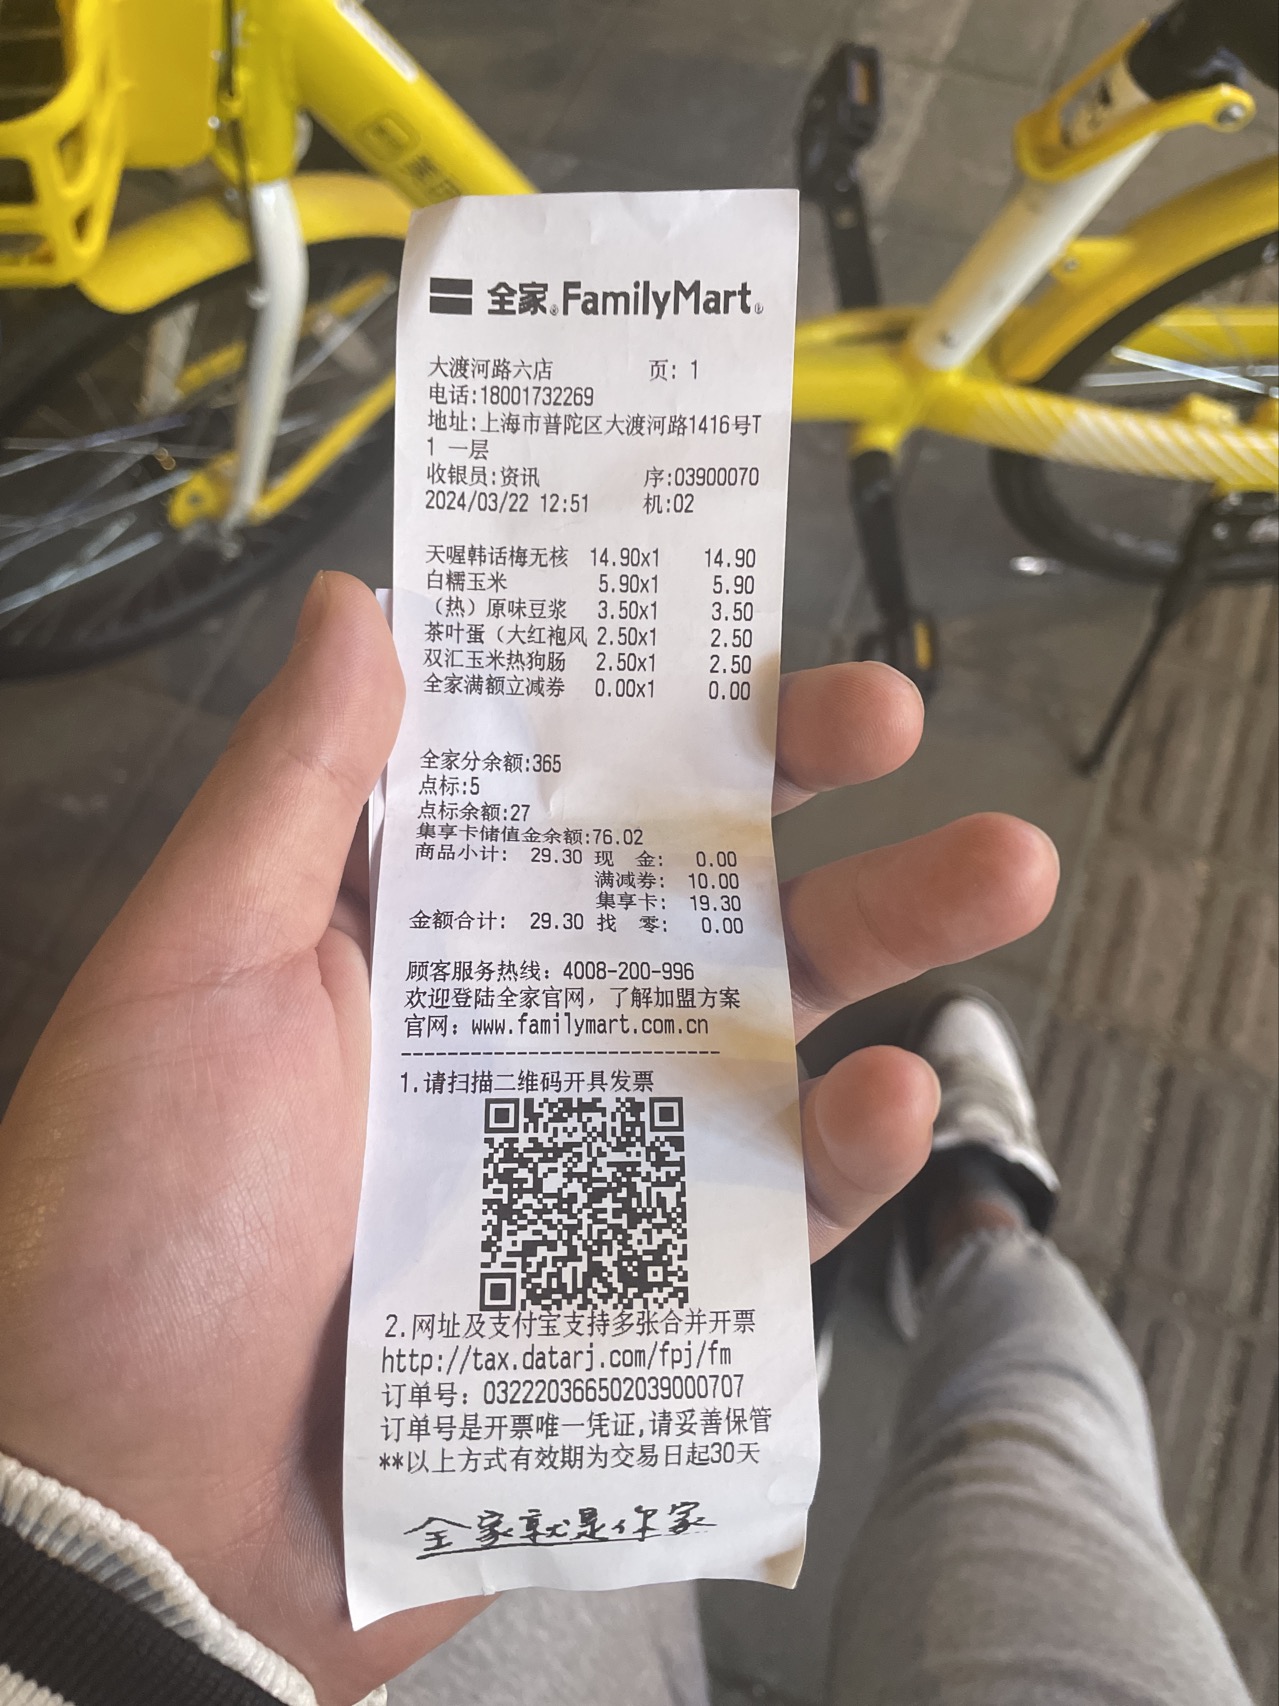 全家®FamilyMart®
大渡河路六店 页: 1
电话:18001732269
地址:上海市普陀区大渡河路1416号T
1 一层
收银员:资讯 序:03900070
2024/03/22 12:51 机:02
天喔韩话梅无核 14.90x1 14.90
白糯玉米 5.90x1 5.90
（热）原味豆浆 3.50x1 3.50
茶叶蛋（大红袍风 2.50x1 2.50
双汇玉米热狗肠 2.50x1 2.50
全家满额立减券 0.00x1 0.00
全家分余额:365
点标:5
点标余额:27
集享卡储值金余额:76.02
商品小计: 29.30 现 金: 0.00
满减券: 10.00
集享卡: 19.30
金额合计: 29.30 找 零: 0.00
顾客服务热线: 4008-200-996
欢迎登陆全家官网，了解加盟方案
官网: www.familymart.com.cn
----------------------------
1.请扫描二维码开具发票
2.网址及支付宝支持多张合并开票
http://tax.datarj.com/fpj/fm
订单号: 032220366502039000707
订单号是开票唯一凭证,请妥善保管
**以上方式有效期为交易日起30天
全家就是你家